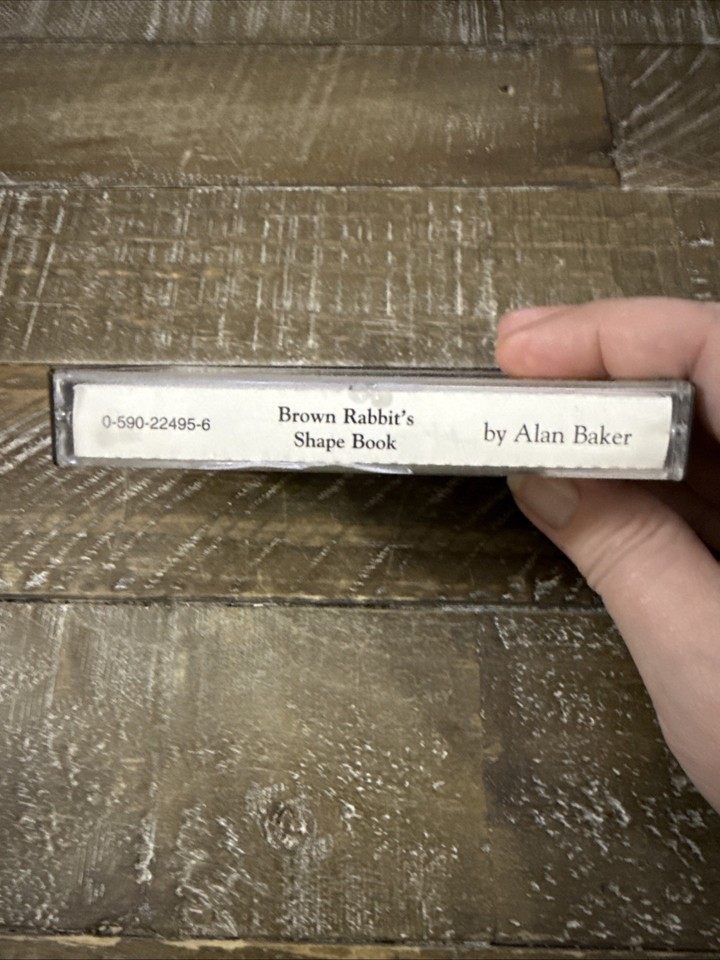 0-590-22495-6
Brown Rabbit's
Shape Book
by Alan Baker